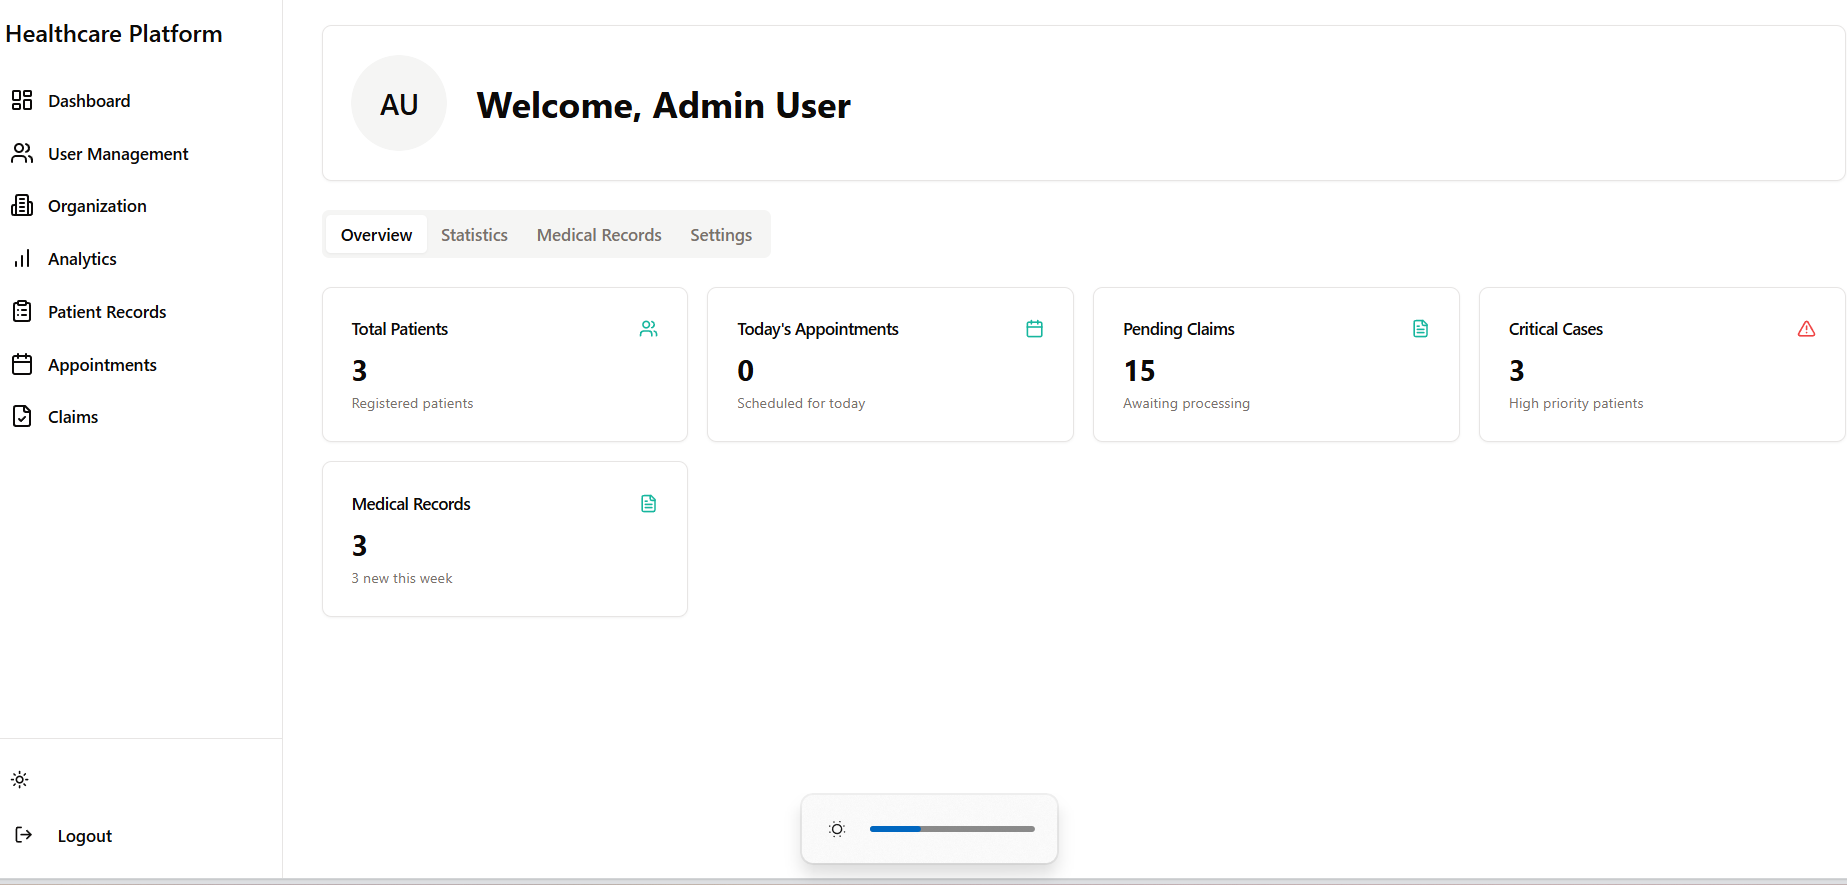 Healthcare Platform
Dashboard
User Management
Organization
Analytics
Patient Records
Appointments
Claims
Logout
AU
Welcome, Admin User
Overview Statistics Medical Records Settings
Total Patients
3
Registered patients
Today's Appointments
0
Scheduled for today
Pending Claims
15
Awaiting processing
Critical Cases
3
High priority patients
Medical Records
3
3 new this week